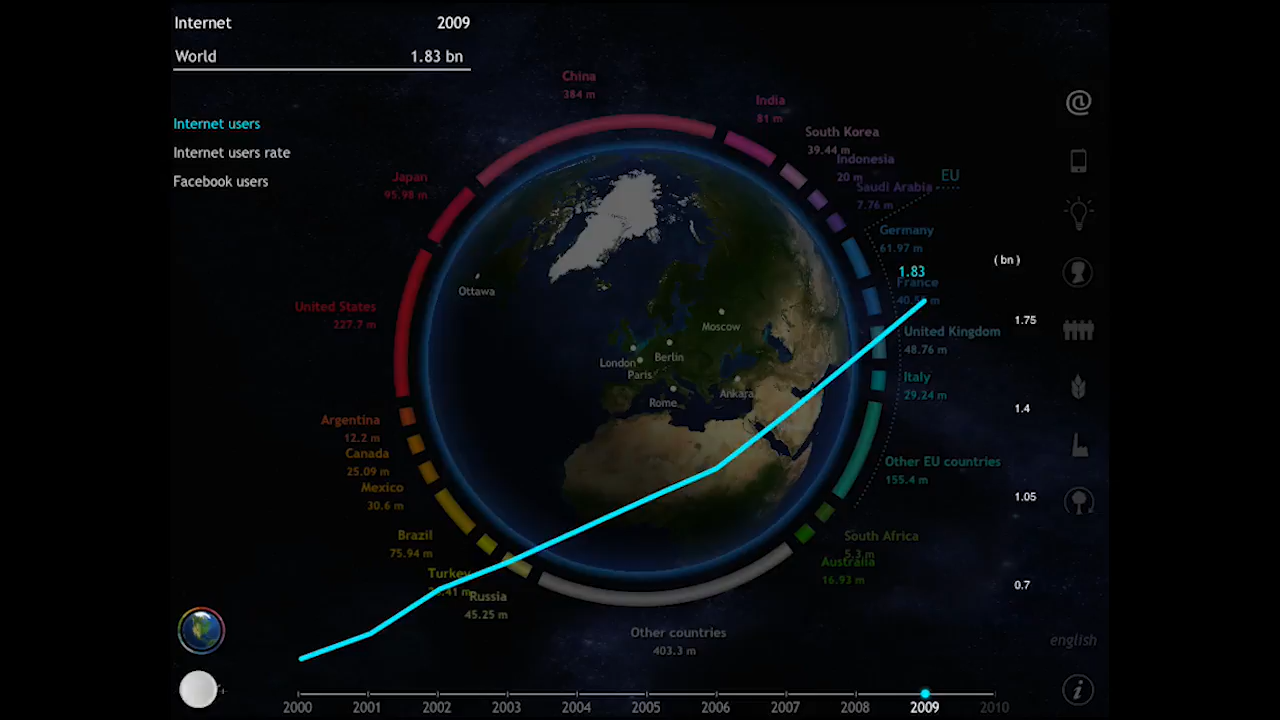 Internet 2009
World 1.83 bn
Internet users
Internet users rate
Facebook users
China
384 m
India
81 m
South Korea
39.44 m
Indonesia
20 m
Saudi Arabia
7.76 m
EU
Germany
61.97 m
1.83
France
( bn )
Japan
95.98 m
United States
227.7 m
Ottawa
Moscow
London
Berlin
Paris
Rome
Ankara
United Kingdom
48.76 m
Italy
29.24 m
1.75
1.4
1.05
0.7
Other EU countries
155.4 m
Argentina
12.2 m
Canada
25.09 m
Mexico
30.6 m
Brazil
75.94 m
Turkey
Russia
45.25 m
South Africa
5.3 m
Australia
16.93 m
Other countries
403.3 m
english
2000 2001 2002 2003 2004 2005 2006 2007 2008 2009 2010